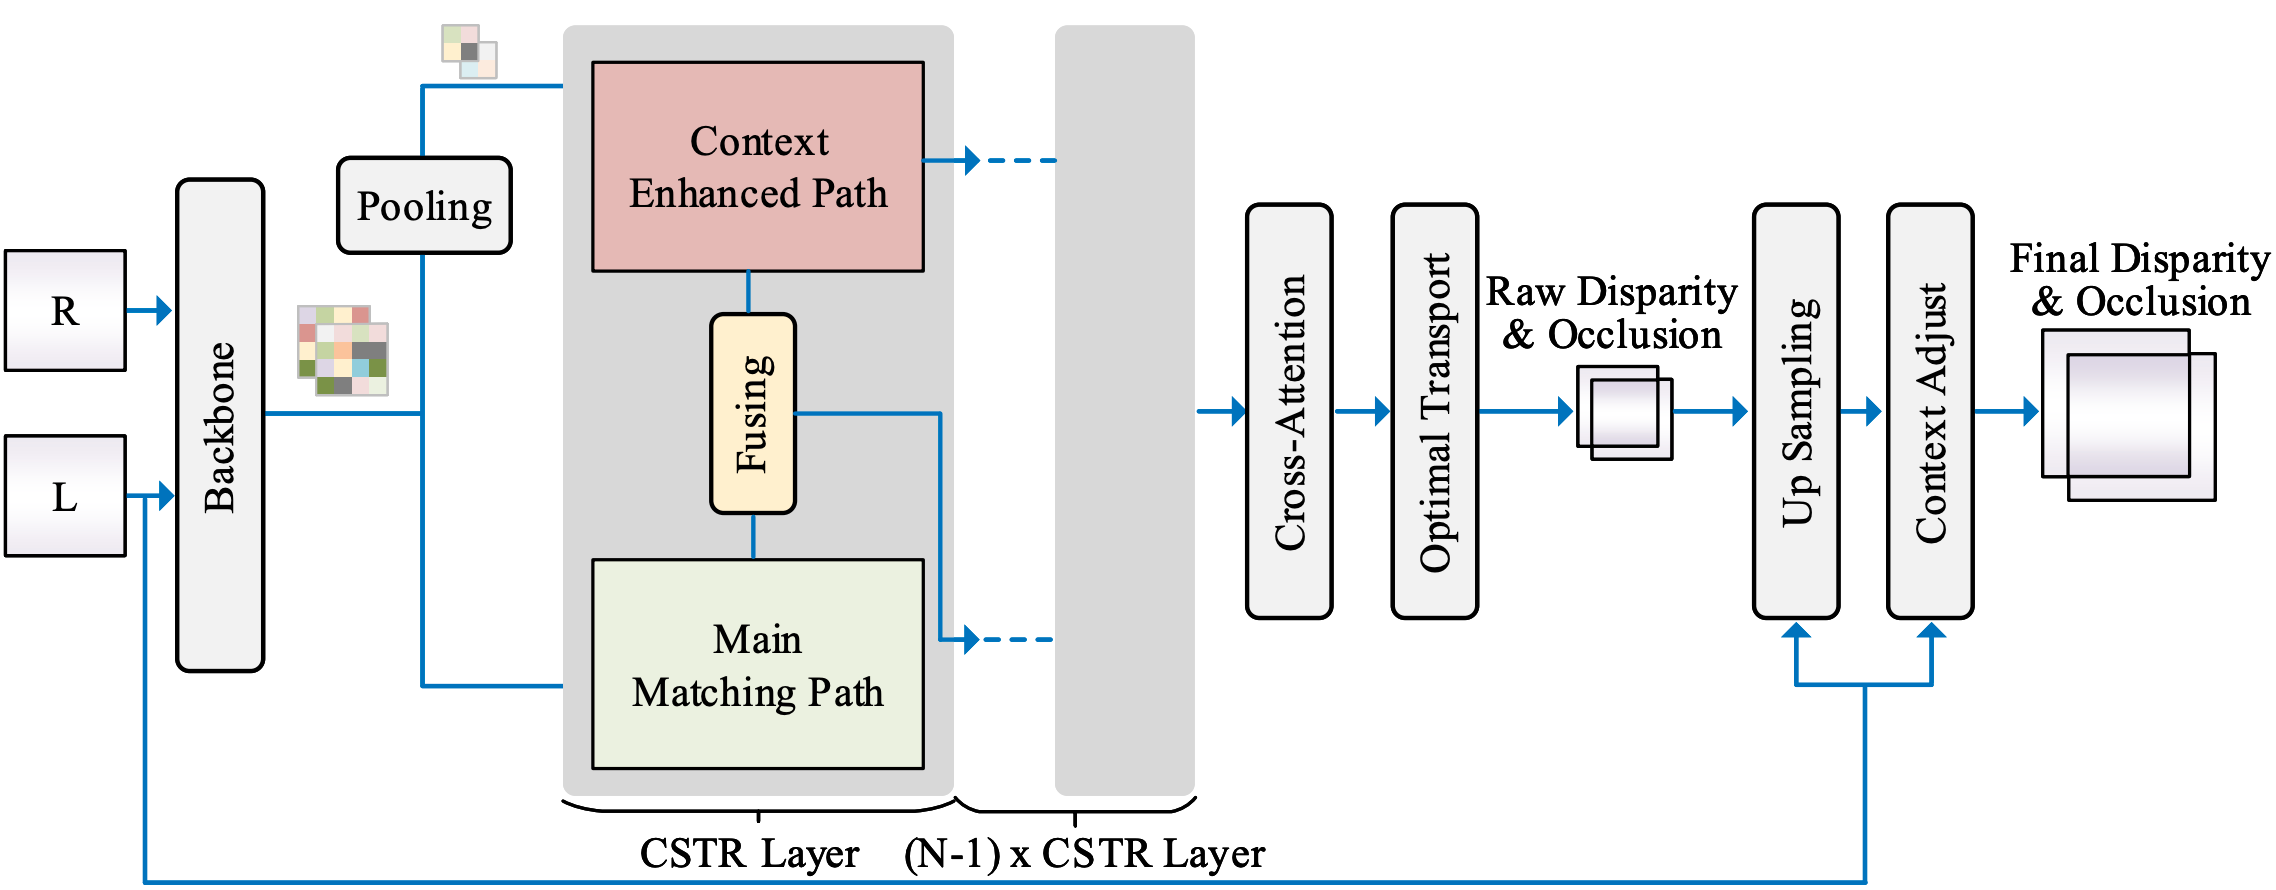 R
L
Backbone
Pooling
Context
Enhanced Path
Fusing
Main
Matching Path
CSTR Layer
(N-1) x CSTR Layer
Cross-Attention
Optimal Transport
Raw Disparity
& Occlusion
Up Sampling
Context Adjust
Final Disparity
& Occlusion